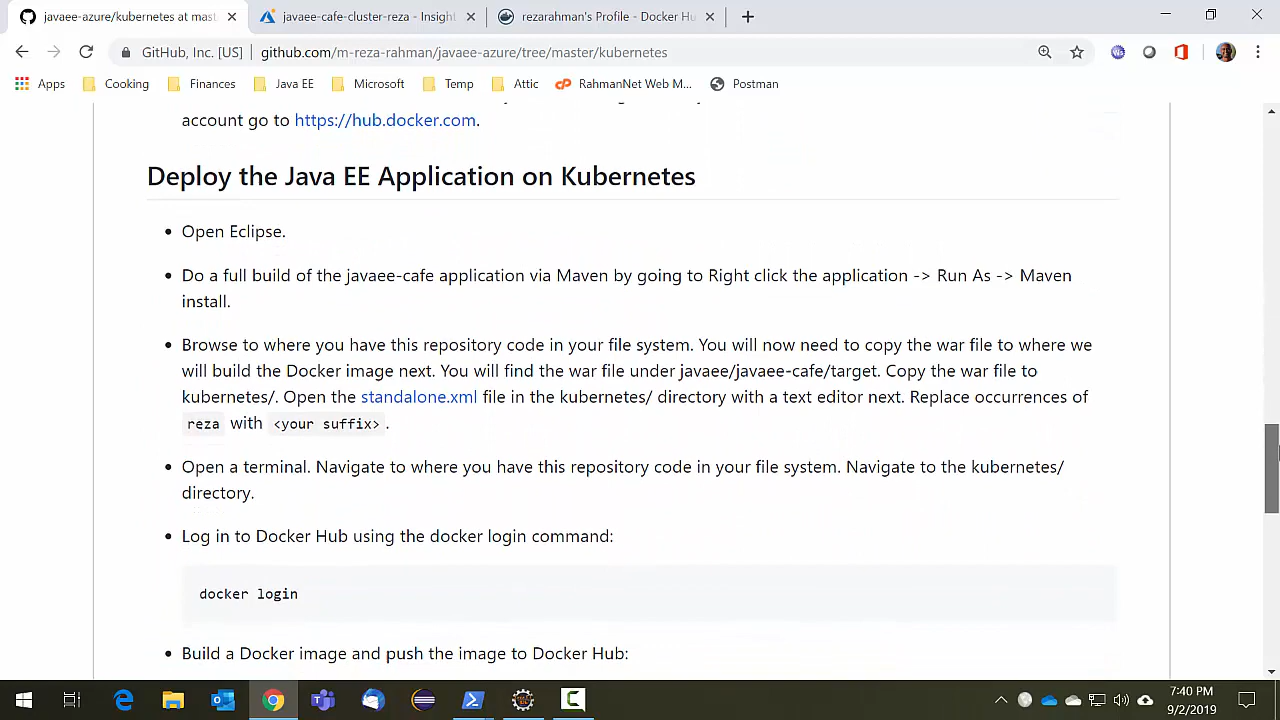 javaee-azure/kubernetes at mast
javaee-cafe-cluster-reza - Insight
rezarahman's Profile - Docker Hu
GitHub, Inc. [US]
github.com/m-reza-rahman/javaee-azure/tree/master/kubernetes
Apps
Cooking
Finances
Java EE
Microsoft
Temp
Attic
RahmanNet Web M...
Postman
account go to https://hub.docker.com.
Deploy the Java EE Application on Kubernetes
• Open Eclipse.
• Do a full build of the javaee-cafe application via Maven by going to Right click the application -> Run As -> Maven
install.
• Browse to where you have this repository code in your file system. You will now need to copy the war file to where we
will build the Docker image next. You will find the war file under javaee/javaee-cafe/target. Copy the war file to
kubernetes/. Open the standalone.xml file in the kubernetes/ directory with a text editor next. Replace occurrences of
reza with <your suffix>.
• Open a terminal. Navigate to where you have this repository code in your file system. Navigate to the kubernetes/
directory.
• Log in to Docker Hub using the docker login command:
docker login
• Build a Docker image and push the image to Docker Hub:
7:40 PM
9/2/2019